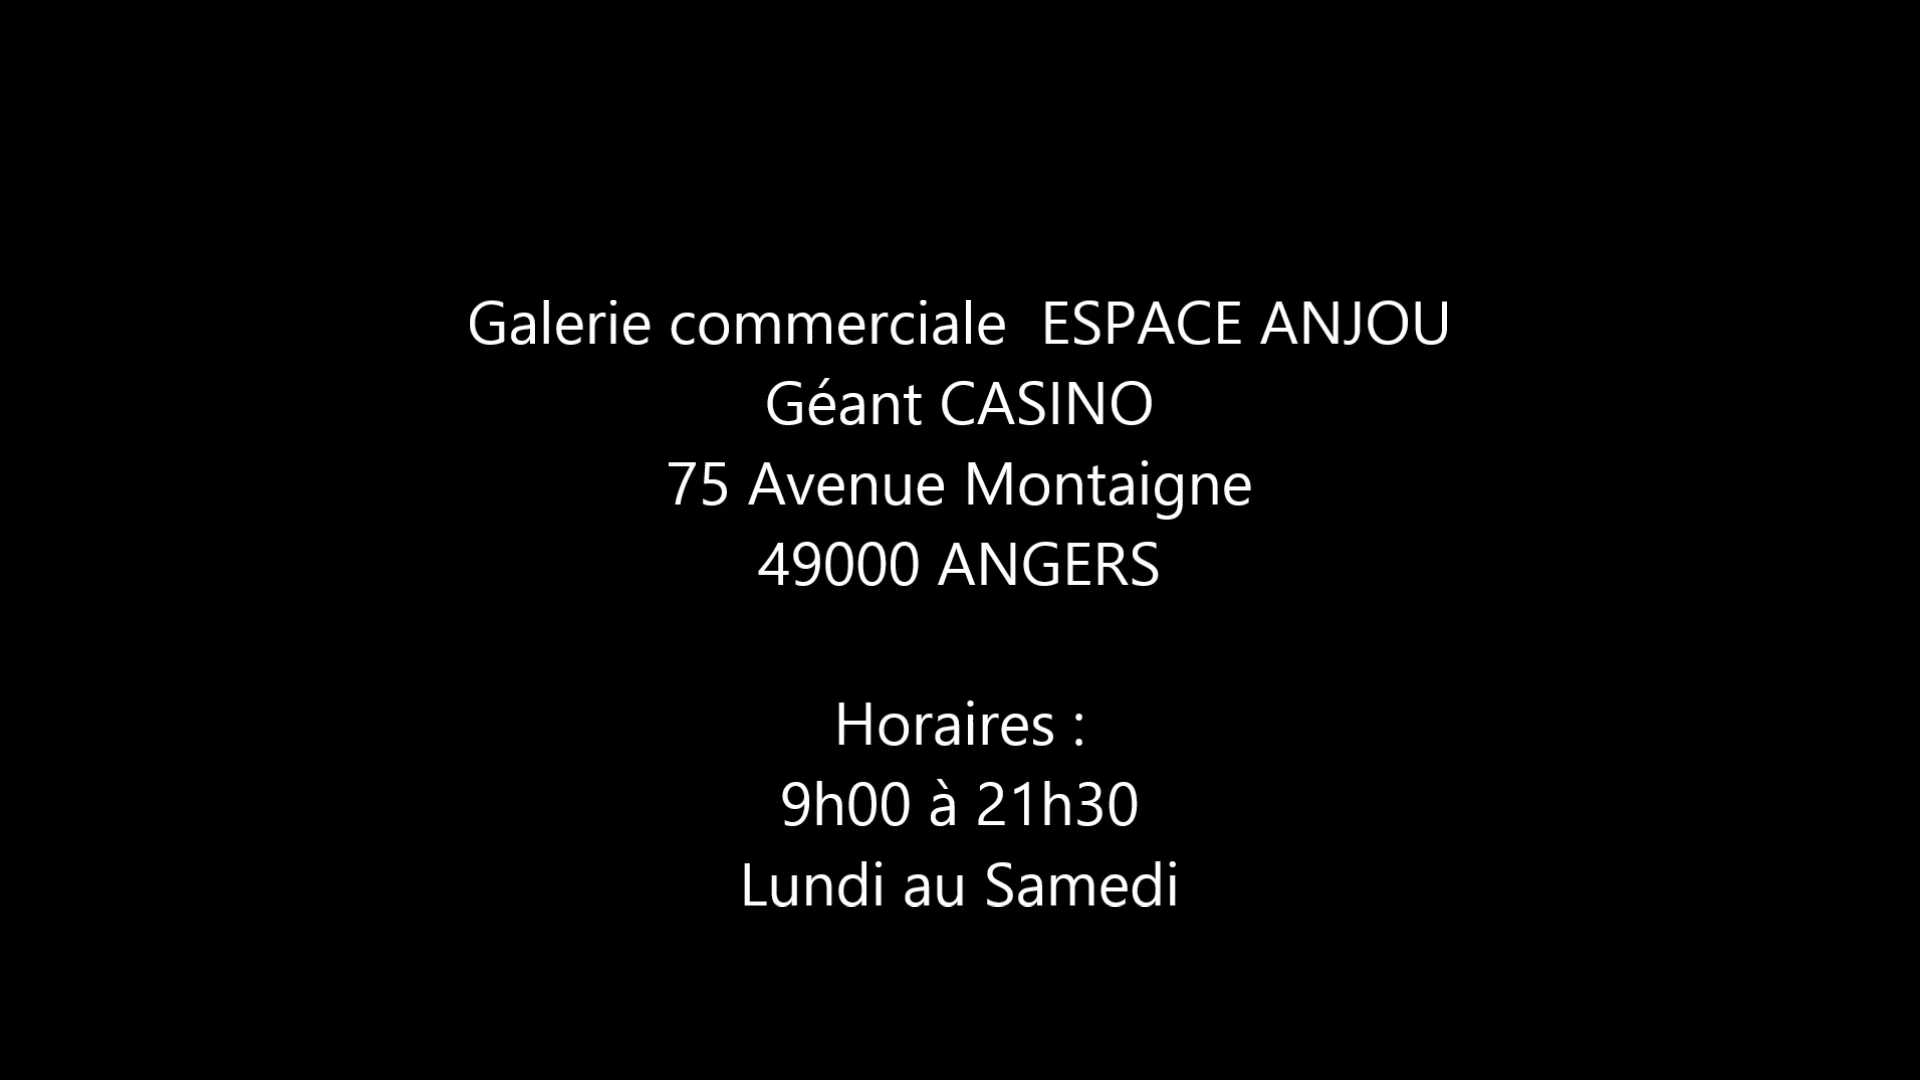 Galerie commerciale  ESPACE ANJOU
Géant CASINO
75 Avenue Montaigne
49000 ANGERS
Horaires :
9h00 à 21h30
Lundi au Samedi